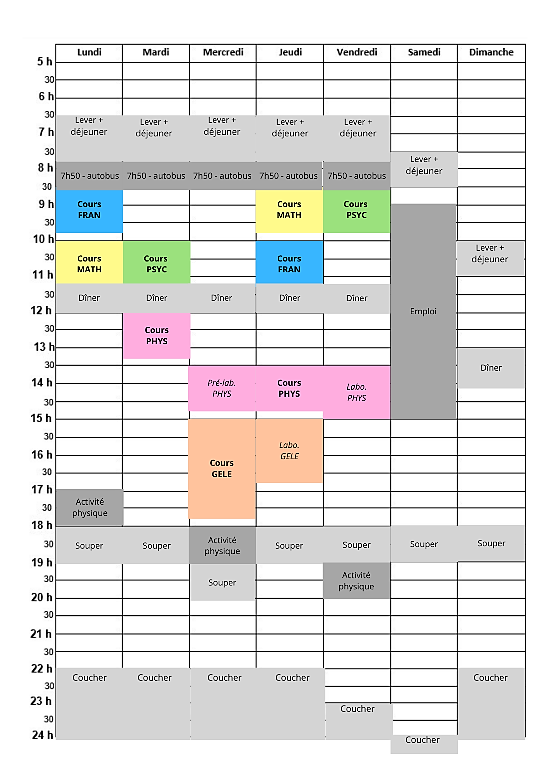 Lundi Mardi Mercredi Jeudi Vendredi Samedi Dimanche
5 h
30
6 h
30
Lever + Lever + Lever + Lever + Lever +
7 h déjeuner déjeuner déjeuner déjeuner déjeuner
30
Lever +
déjeuner
8 h 7h50 - autobus 7h50 - autobus 7h50 - autobus 7h50 - autobus 7h50 - autobus
30
9 h Cours Cours Cours
FRAN MATH PSYC
30
10 h
Lever +
déjeuner
30 Cours Cours Cours
MATH PSYC FRAN
11 h
30 Dîner Dîner Dîner Dîner Dîner
Emploi
12 h
30 Cours
PHYS
13 h
30
Dîner
14 h Pré-lab. Cours Labo.
PHYS PHYS PHYS
30
15 h
30 Labo.
GELE
16 h Cours
GELE
30
17 h
Activité
physique
30
18 h
30 Souper Souper Activité Souper Souper Souper Souper
physique
19 h
30 Souper Activité
physique
20 h
30
21 h
30
22 h Coucher Coucher Coucher Coucher Coucher
30
23 h Coucher
30
24 h Coucher